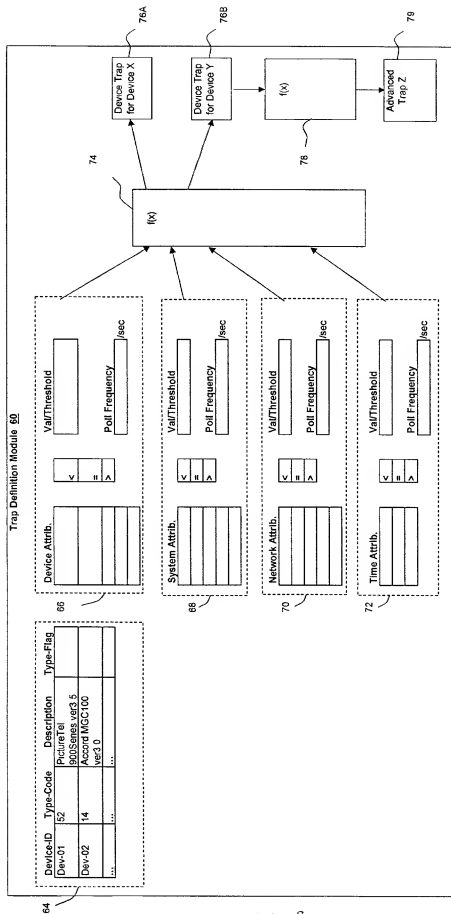 Trap Definition Module 60
64
Device-ID Type-Code Description Type-Flag
Dev-01 52 PictureTel
900Series ver3 5
Dev-02 14 Accord MGC100
ver3 0
... ... ...
Device Attrib.
<
=
>
Val/Threshold
Poll Frequency /sec
66
System Attrib.
<
=
>
Val/Threshold
Poll Frequency /sec
68
Network Attrib.
<
=
>
Val/Threshold
Poll Frequency /sec
70
Time Attrib.
<
=
>
Val/Threshold
Poll Frequency /sec
72
74
f(x)
Device Trap
for Device X
76A
Device Trap
for Device Y
76B
f(x)
78
Advanced
Trap Z
79